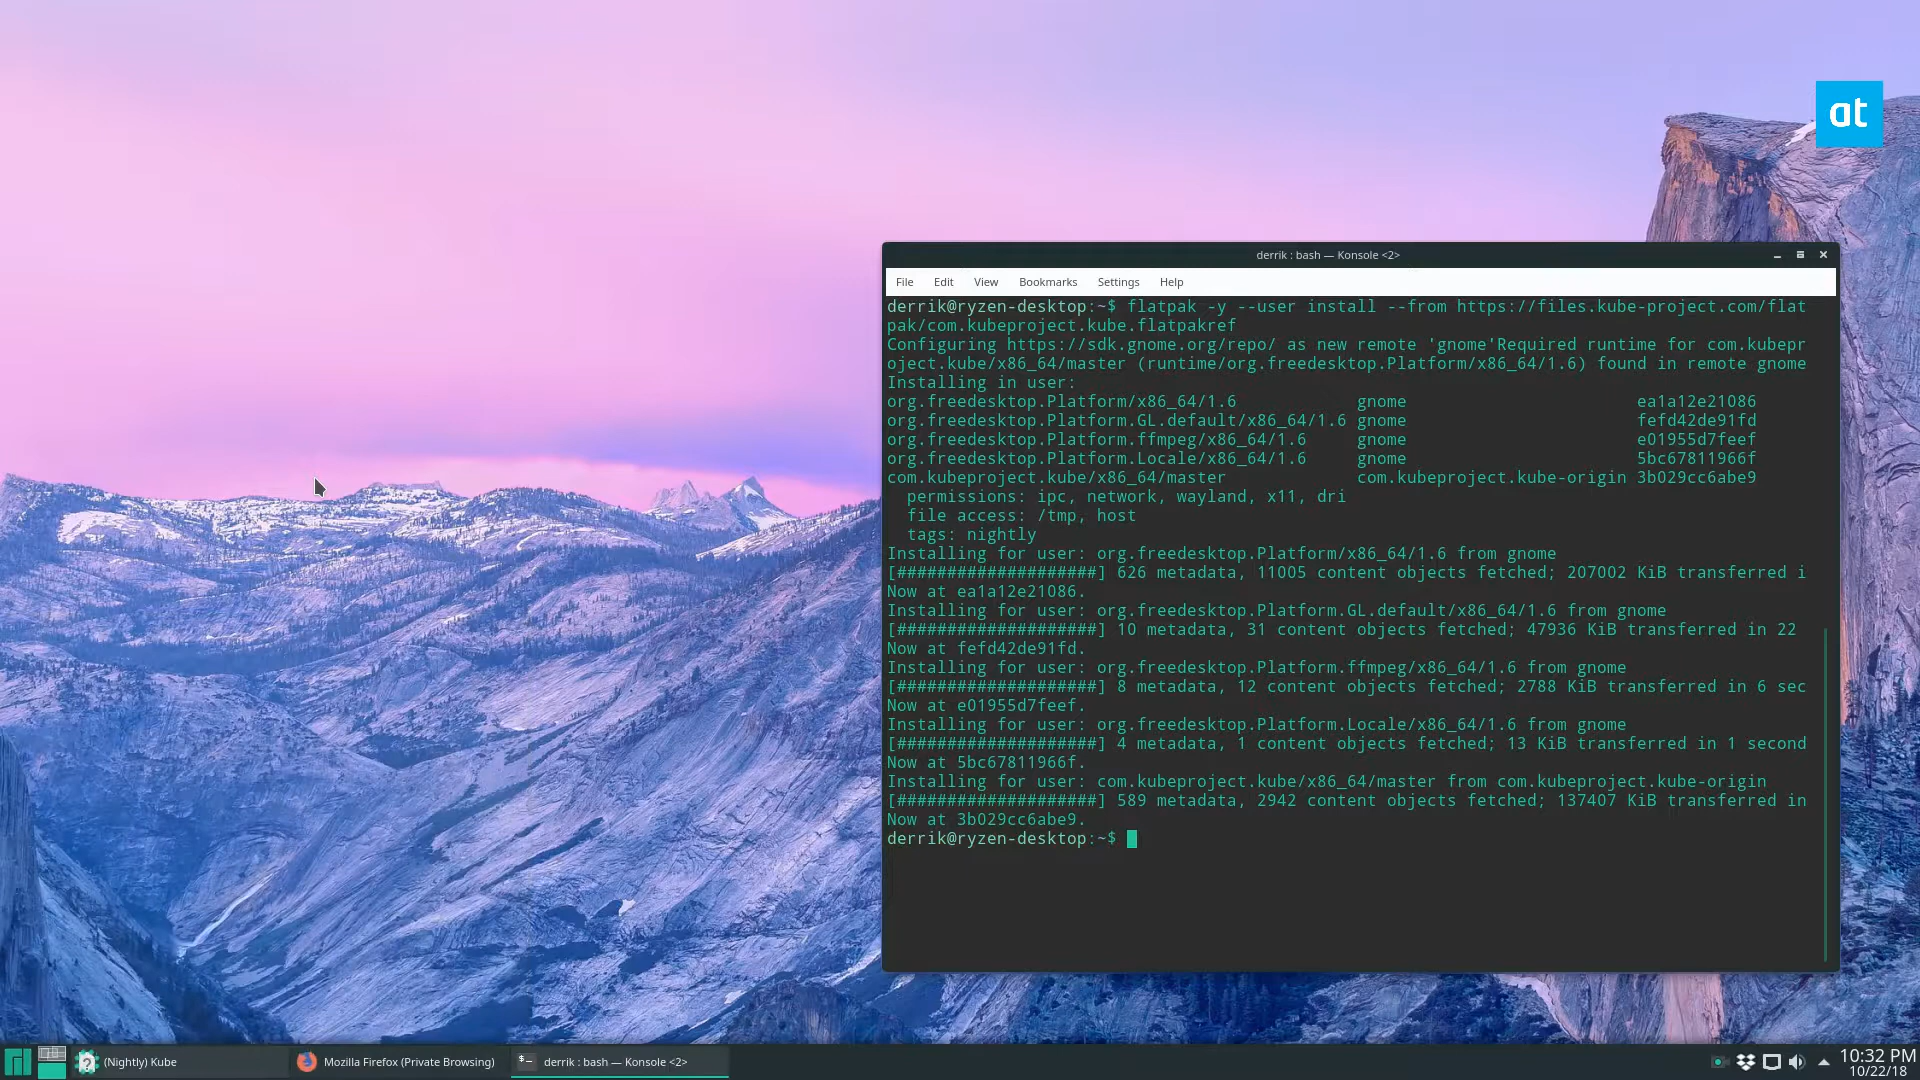 at
derrik : bash — Konsole <2>
File Edit View Bookmarks Settings Help
derrik@ryzen-desktop:~$ flatpak -y --user install --from https://files.kube-project.com/flat
pak/com.kubeproject.kube.flatpakref
Configuring https://sdk.gnome.org/repo/ as new remote 'gnome'Required runtime for com.kubepr
oject.kube/x86_64/master (runtime/org.freedesktop.Platform/x86_64/1.6) found in remote gnome
Installing in user:
org.freedesktop.Platform/x86_64/1.6 gnome ea1a12e21086
org.freedesktop.Platform.GL.default/x86_64/1.6 gnome fefd42de91fd
org.freedesktop.Platform.ffmpeg/x86_64/1.6 gnome e01955d7feef
org.freedesktop.Platform.Locale/x86_64/1.6 gnome 5bc67811966f
com.kubeproject.kube/x86_64/master com.kubeproject.kube-origin 3b029cc6abe9
permissions: ipc, network, wayland, x11, dri
file access: /tmp, host
tags: nightly
Installing for user: org.freedesktop.Platform/x86_64/1.6 from gnome
[####################] 626 metadata, 11005 content objects fetched; 207002 KiB transferred i
Now at ea1a12e21086.
Installing for user: org.freedesktop.Platform.GL.default/x86_64/1.6 from gnome
[####################] 10 metadata, 31 content objects fetched; 47936 KiB transferred in 22
Now at fefd42de91fd.
Installing for user: org.freedesktop.Platform.ffmpeg/x86_64/1.6 from gnome
[####################] 8 metadata, 12 content objects fetched; 2788 KiB transferred in 6 sec
Now at e01955d7feef.
Installing for user: org.freedesktop.Platform.Locale/x86_64/1.6 from gnome
[####################] 4 metadata, 1 content objects fetched; 13 KiB transferred in 1 second
Now at 5bc67811966f.
Installing for user: com.kubeproject.kube/x86_64/master from com.kubeproject.kube-origin
[####################] 589 metadata, 2942 content objects fetched; 137407 KiB transferred in
Now at 3b029cc6abe9.
derrik@ryzen-desktop:~$
(Nightly) Kube
Mozilla Firefox (Private Browsing)
derrik : bash — Konsole <2>
10:32 PM
10/22/18